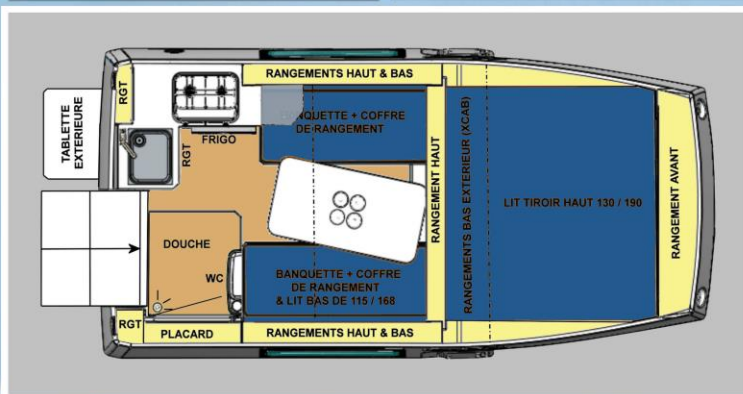 RANGEMENTS HAUT & BAS
RGT
TABLETTE
EXTERIEURE
BANQUETTE + COFFRE
DE RANGEMENT
FRIGO
RGT
RANGEMENT HAUT
RANGEMENTS BAS EXTERIEUR (XCAB)
LIT TIROIR HAUT 130 / 190
RANGEMENT AVANT
DOUCHE
WC
BANQUETTE + COFFRE
DE RANGEMENT
& LIT BAS DE 115 / 168
RGT
PLACARD
RANGEMENTS HAUT & BAS